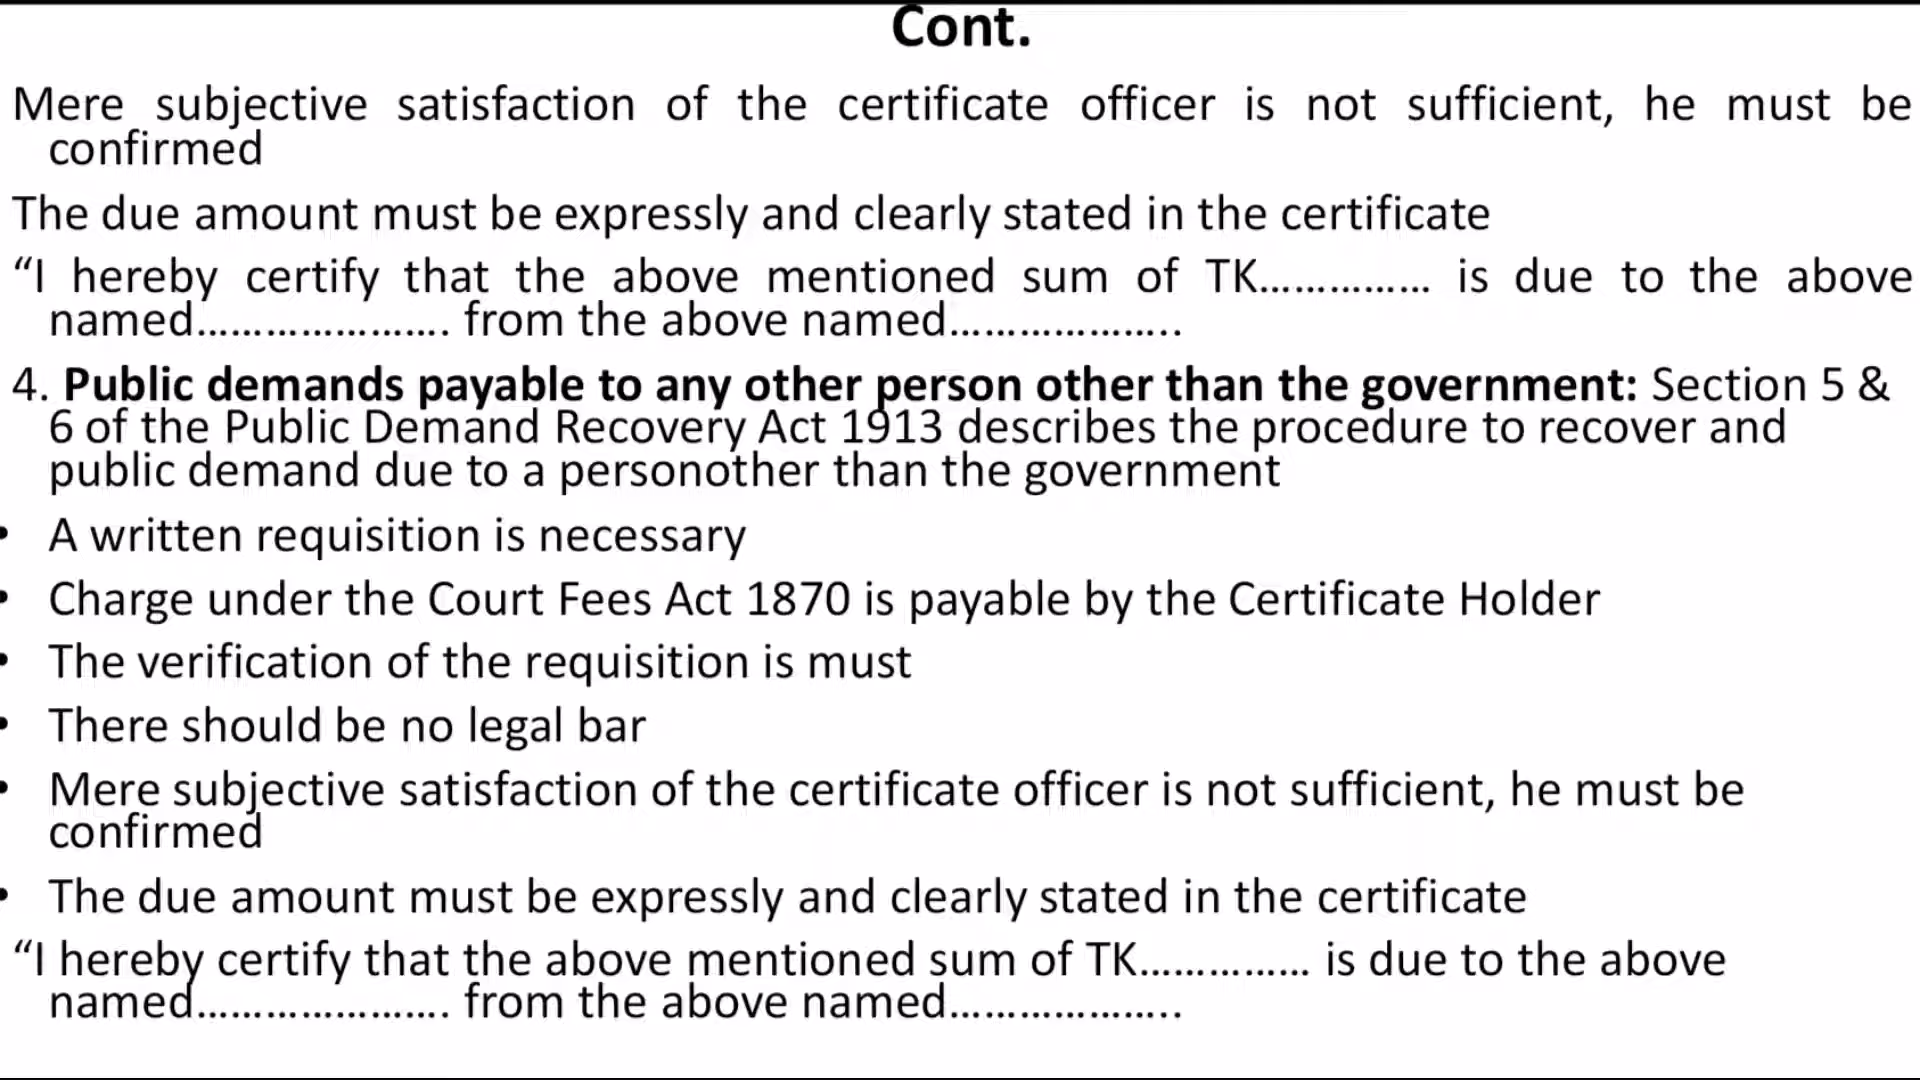 Cont.
Mere subjective satisfaction of the certificate officer is not sufficient, he must be
confirmed
The due amount must be expressly and clearly stated in the certificate
“I hereby certify that the above mentioned sum of TK…………… is due to the above
named…………………. from the above named………………..
4. Public demands payable to any other person other than the government: Section 5 &
6 of the Public Demand Recovery Act 1913 describes the procedure to recover and
public demand due to a personother than the government
• A written requisition is necessary
• Charge under the Court Fees Act 1870 is payable by the Certificate Holder
• The verification of the requisition is must
• There should be no legal bar
• Mere subjective satisfaction of the certificate officer is not sufficient, he must be
confirmed
• The due amount must be expressly and clearly stated in the certificate
“I hereby certify that the above mentioned sum of TK…………… is due to the above
named…………………. from the above named………………..